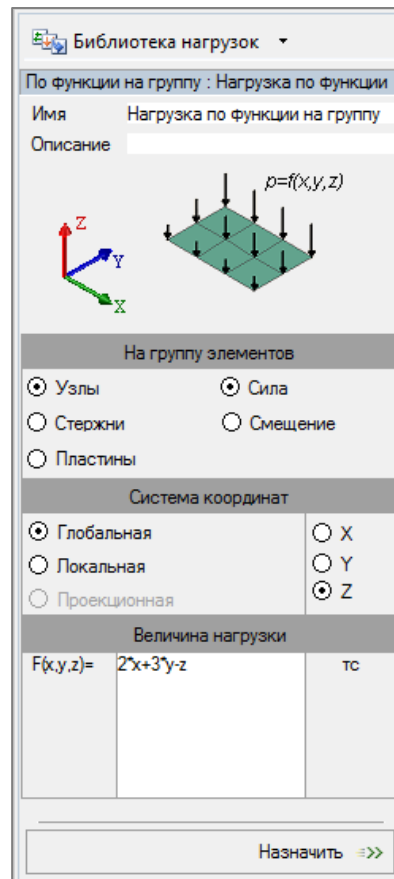 Библиотека нагрузок
По функции на группу : Нагрузка по функции
Имя Нагрузка по функции на группу
Описание
p=f(x,y,z)
Z
Y
X
На группу элементов
Узлы Сила
Стержни Смещение
Пластины
Система координат
Глобальная X
Локальная Y
Проекционная Z
Величина нагрузки
F(x,y,z)= 2*x+3*y-z тс
Назначить